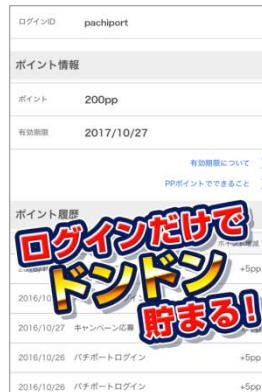 ログインID pachiport
ポイント情報
ポイント 200pp
有効期限 2017/10/27
有効期限について
PPポイントでできること
ポイント履歴
ログインだけで
ドンドン
貯まる!
+5pp
2016/10
2016/10/27 キャンペーン応募
2016/10/26 パチポートログイン +5pp
2016/10/26 パチポートログイン +5pp